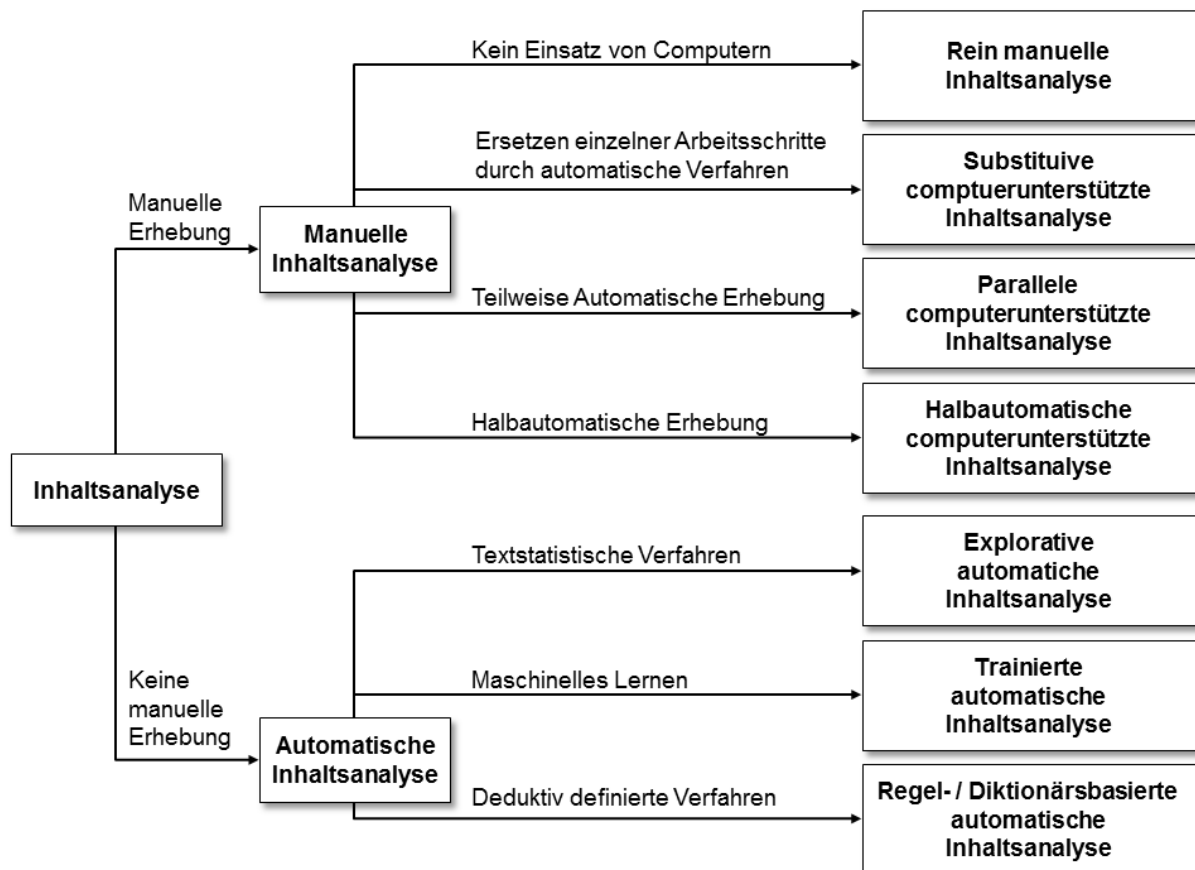 Kein Einsatz von Computern
Rein manuelle
Inhaltsanalyse
Ersetzen einzelner Arbeitsschritte
durch automatische Verfahren
Substituive
comptuerunterstützte
Inhaltsanalyse
Manuelle
Erhebung
Manuelle
Inhaltsanalyse
Teilweise Automatische Erhebung
Parallele
computerunterstützte
Inhaltsanalyse
Halbautomatische Erhebung
Halbautomatische
computerunterstützte
Inhaltsanalyse
Inhaltsanalyse
Textstatistische Verfahren
Explorative
automatiche
Inhaltsanalyse
Keine
manuelle
Erhebung
Maschinelles Lernen
Trainierte
automatische
Inhaltsanalyse
Automatische
Inhaltsanalyse
Deduktiv definierte Verfahren
Regel- / Diktionärsbasierte
automatische
Inhaltsanalyse